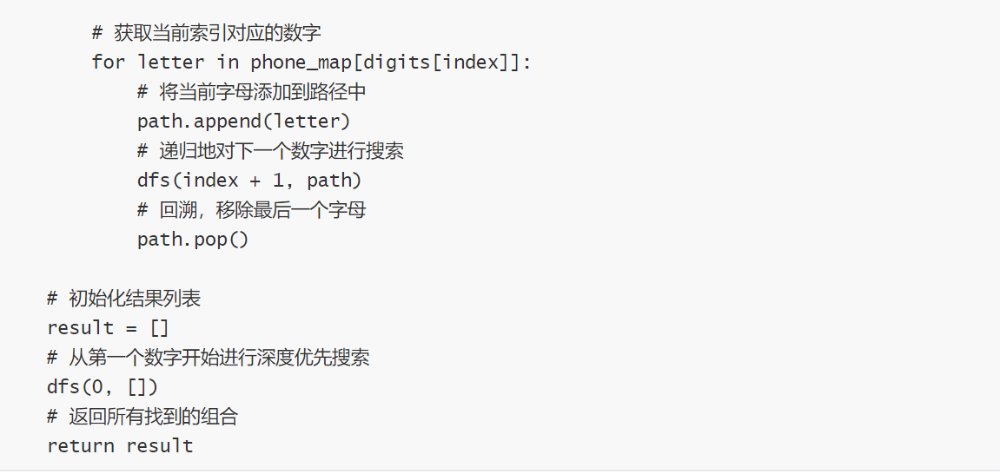 # 获取当前索引对应的数字
for letter in phone_map[digits[index]]:
# 将当前字母添加到路径中
path.append(letter)
# 递归地对下一个数字进行搜索
dfs(index + 1, path)
# 回溯，移除最后一个字母
path.pop()
# 初始化结果列表
result = []
# 从第一个数字开始进行深度优先搜索
dfs(0, [])
# 返回所有找到的组合
return result